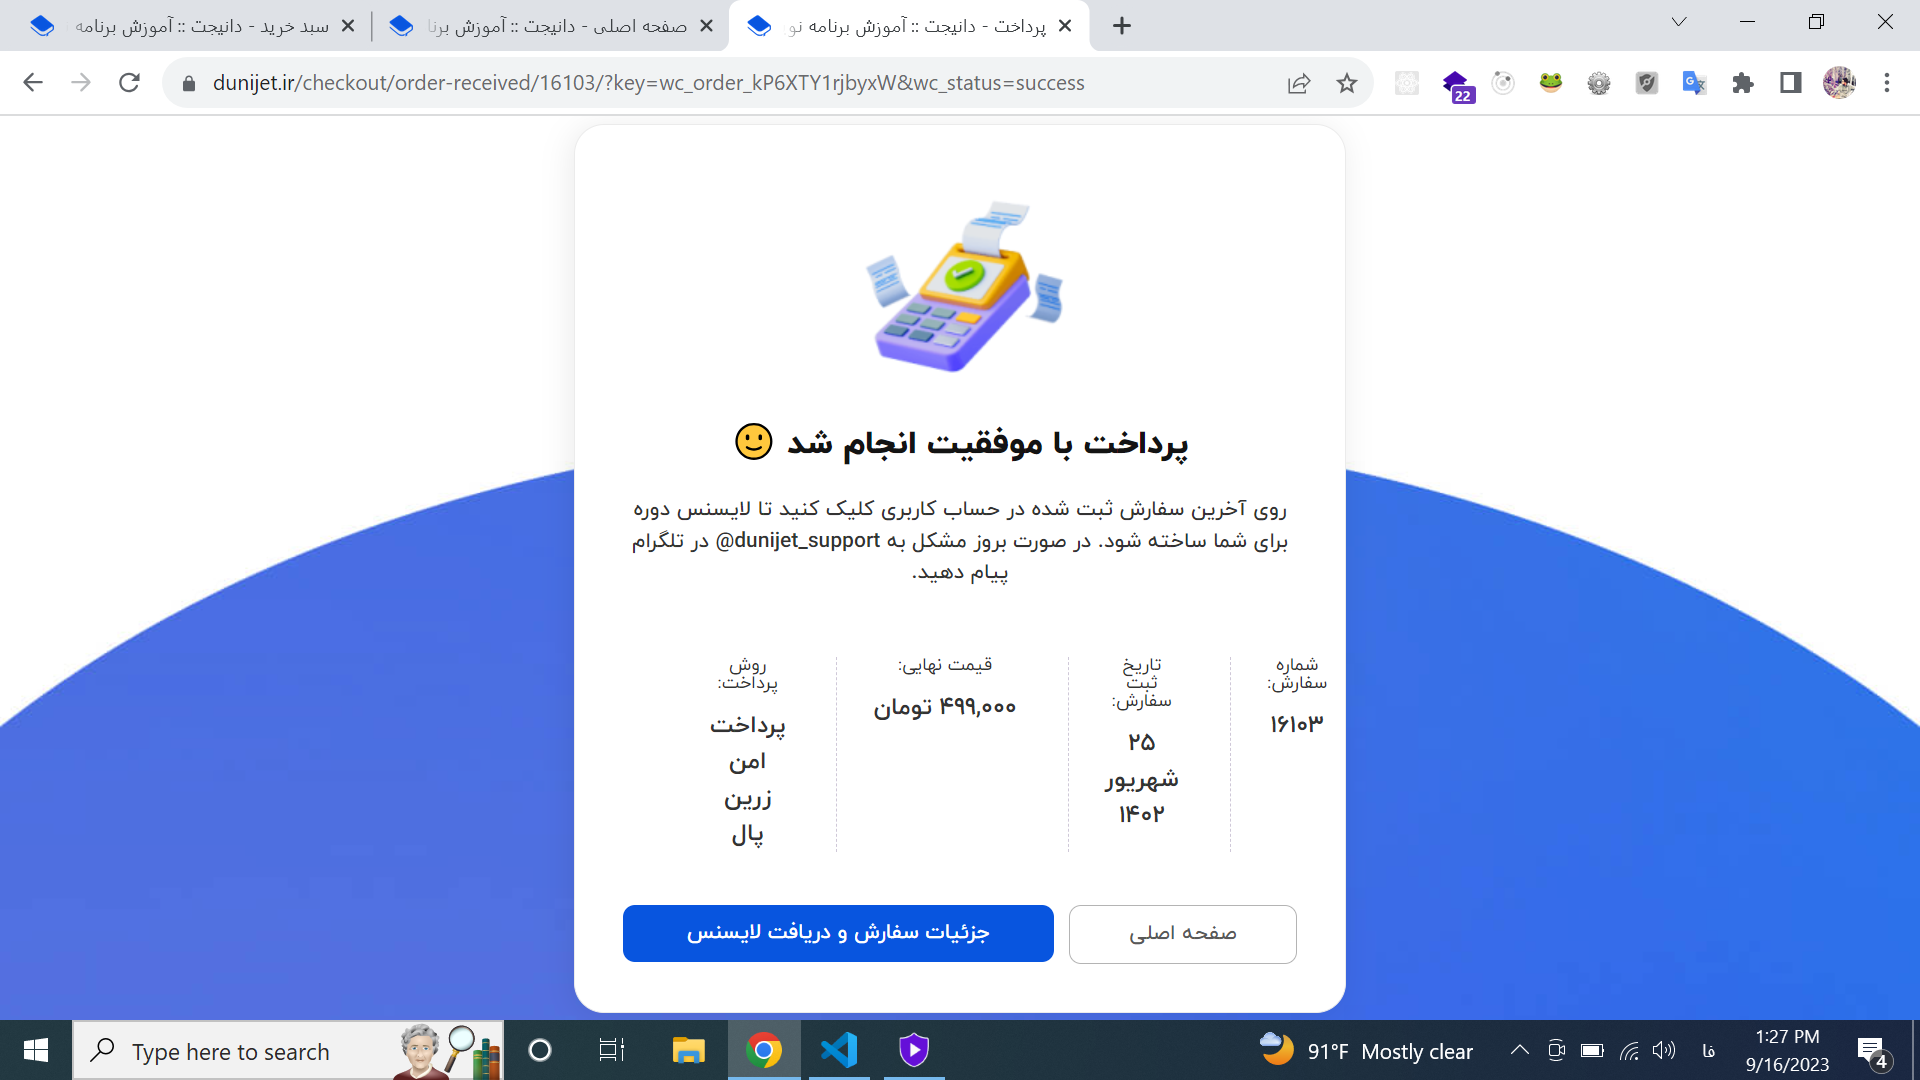 سبد خرید - دانیجت :: آموزش برنامه
صفحه اصلی - دانیجت :: آموزش برنا
پرداخت - دانیجت :: آموزش برنامه نو
dunijet.ir/checkout/order-received/16103/?key=wc_order_kP6XTY1rjbyxW&wc_status=success
22
پرداخت با موفقیت انجام شد 🙂
روی آخرین سفارش ثبت شده در حساب کاربری کلیک کنید تا لایسنس دوره
برای شما ساخته شود. در صورت بروز مشکل به dunijet_support@ در تلگرام
پیام دهید.
شماره
سفارش:
۱۶۱۰۳
تاریخ
ثبت
سفارش:
۲۵
شهریور
۱۴۰۲
قیمت نهایی:
۴۹۹,۰۰۰ تومان
روش
پرداخت:
پرداخت
امن
زرین
پال
صفحه اصلی
جزئیات سفارش و دریافت لایسنس
Type here to search
91°F Mostly clear
فا
1:27 PM
9/16/2023
4